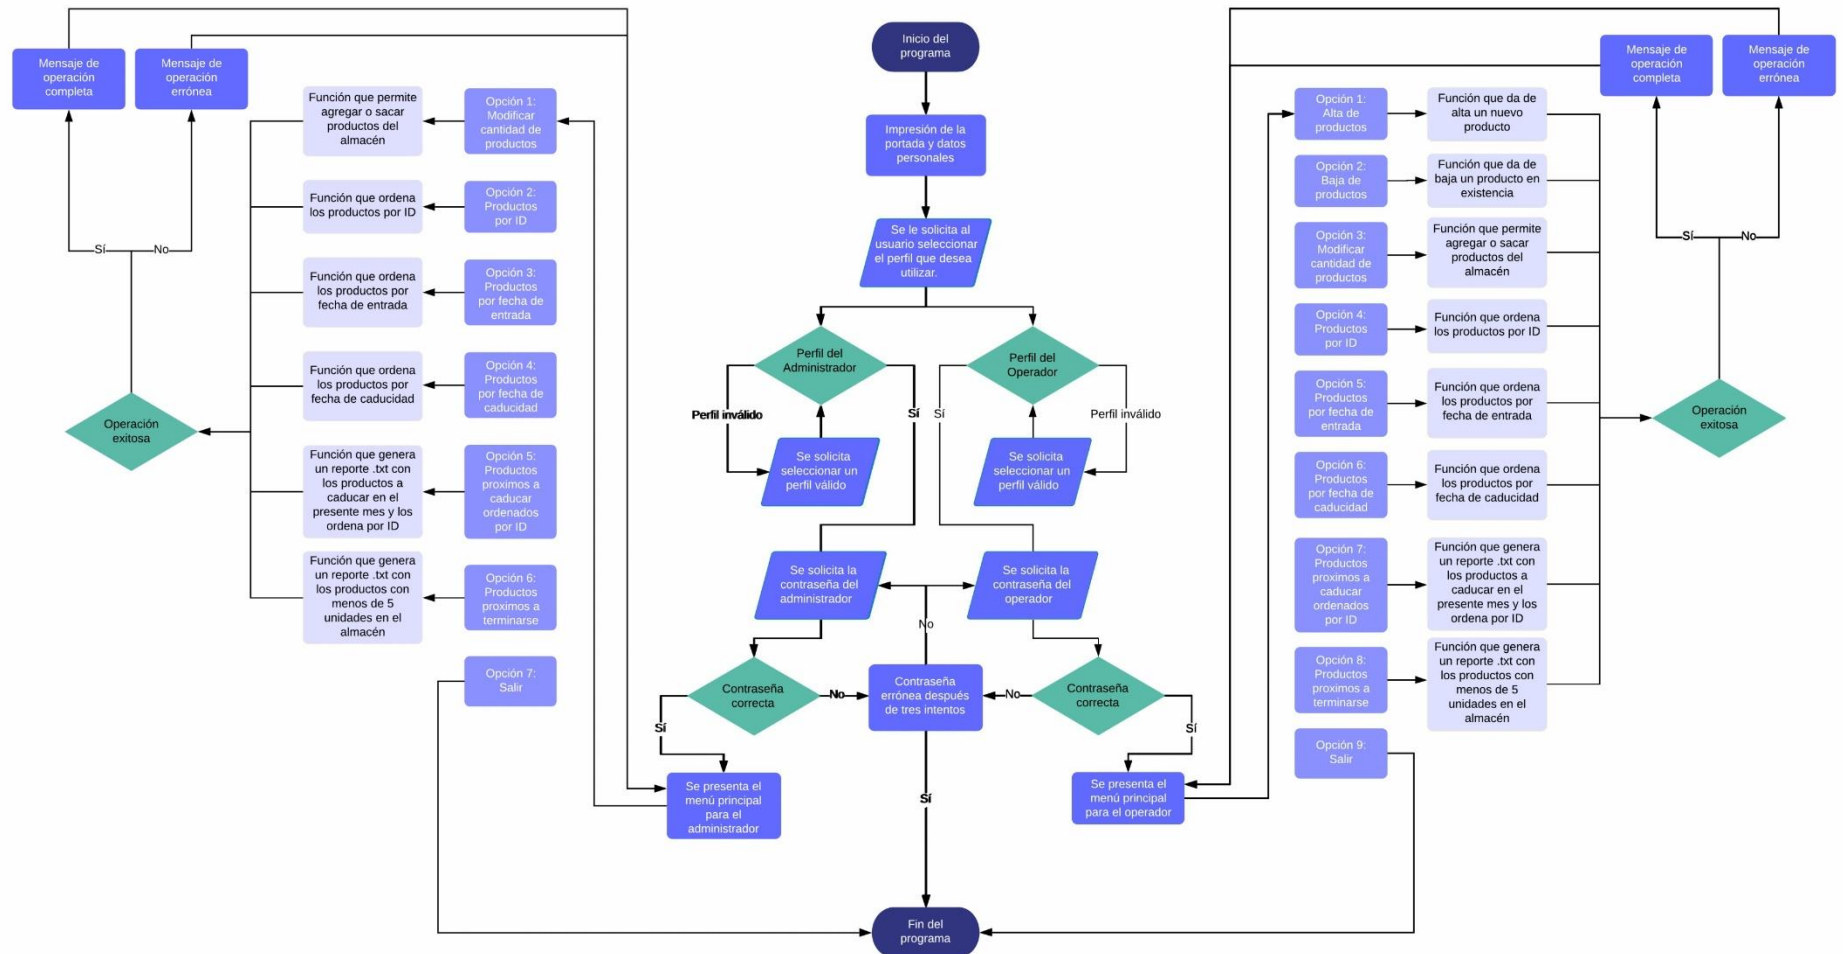 Inicio del
programa
Impresión de la
portada y datos
personales
Se le solicita al
usuario seleccionar
el perfil que desea
utilizar.
Perfil del
Administrador
Perfil inválido
Sí
Se solicita
seleccionar un
perfil válido
Perfil del
Operador
Sí
Perfil inválido
Se solicita
seleccionar un
perfil válido
Se solicita la
contraseña del
administrador
Se solicita la
contraseña del
operador
No
Contraseña
correcta
No
Sí
Contraseña
errónea después
de tres intentos
No
Contraseña
correcta
Sí
Sí
Se presenta el
menú principal
para el
administrador
Se presenta el
menú principal
para el operador
Fin del
programa
Mensaje de
operación
completa
Mensaje de
operación
errónea
Sí
No
Operación
exitosa
Función que permite
agregar o sacar
productos del
almacén
Opción 1:
Modificar
cantidad de
productos
Función que ordena
los productos por ID
Opción 2:
Productos
por ID
Función que ordena
los productos por
fecha de entrada
Opción 3:
Productos
por fecha de
entrada
Función que ordena
los productos por
fecha de caducidad
Opción 4:
Productos
por fecha de
caducidad
Función que genera
un reporte .txt con
los productos a
caducar en el
presente mes y los
ordena por ID
Opción 5:
Productos
proximos a
caducar
ordenados
por ID
Función que genera
un reporte .txt con
los productos con
menos de 5
unidades en el
almacén
Opción 6:
Productos
proximos a
terminarse
Opción 7:
Salir
Opción 1:
Alta de
productos
Función que da de
alta un nuevo
producto
Opción 2:
Baja de
productos
Función que da de
baja un producto en
existencia
Opción 3:
Modificar
cantidad de
productos
Función que permite
agregar o sacar
productos del
almacén
Opción 4:
Productos
por ID
Función que ordena
los productos por ID
Opción 5:
Productos
por fecha de
entrada
Función que ordena
los productos por
fecha de entrada
Opción 6:
Productos
por fecha de
caducidad
Función que ordena
los productos por
fecha de caducidad
Opción 7:
Productos
proximos a
caducar
ordenados
por ID
Función que genera
un reporte .txt con
los productos a
caducar en el
presente mes y los
ordena por ID
Opción 8:
Productos
proximos a
terminarse
Función que genera
un reporte .txt con
los productos con
menos de 5
unidades en el
almacén
Opción 9:
Salir
Mensaje de
operación
completa
Mensaje de
operación
errónea
Sí
No
Operación
exitosa